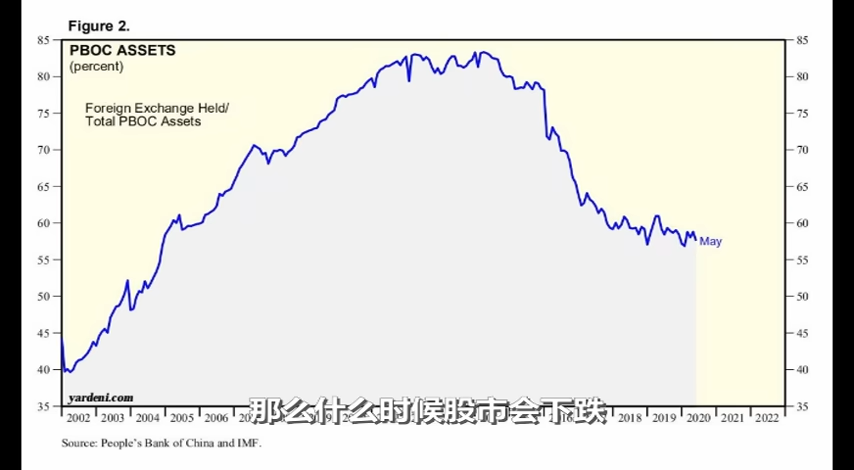 Figure 2.
85 85
PBOC ASSETS
(percent)
80 80
Foreign Exchange Held/
Total PBOC Assets
75 75
70 70
65 65
60 60
May
55 55
50 50
45 45
40 40
yardeni.com
35 35
那么什么时候股市会下跌
2002 2003 2004 2005 2006 2018 2019 2020 2021 2022
Source: People's Bank of China and IMF.